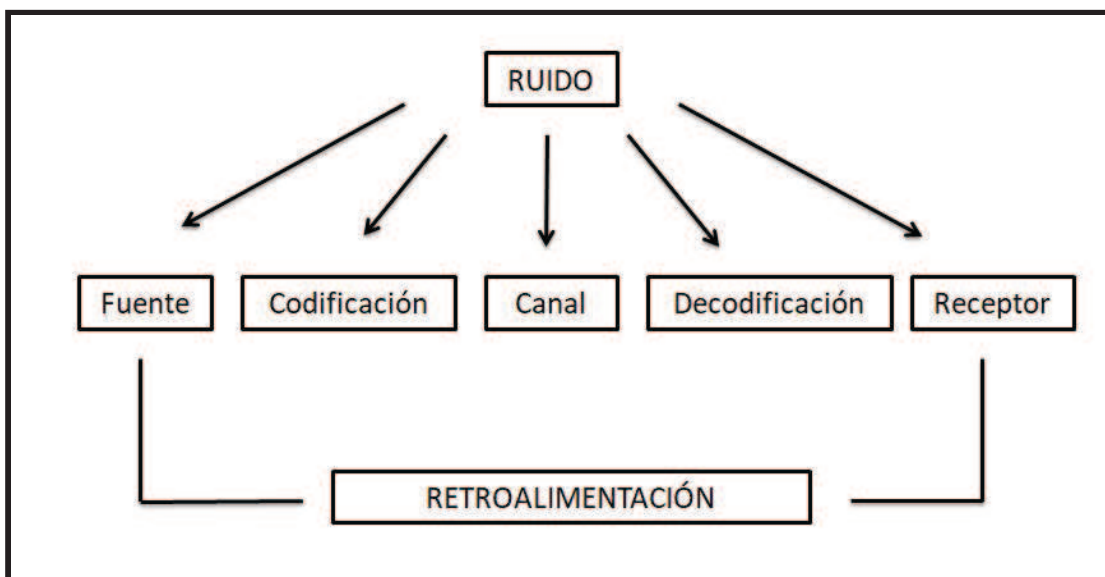 RUIDO
Fuente Codificación Canal Decodificación Receptor
RETROALIMENTACIÓN